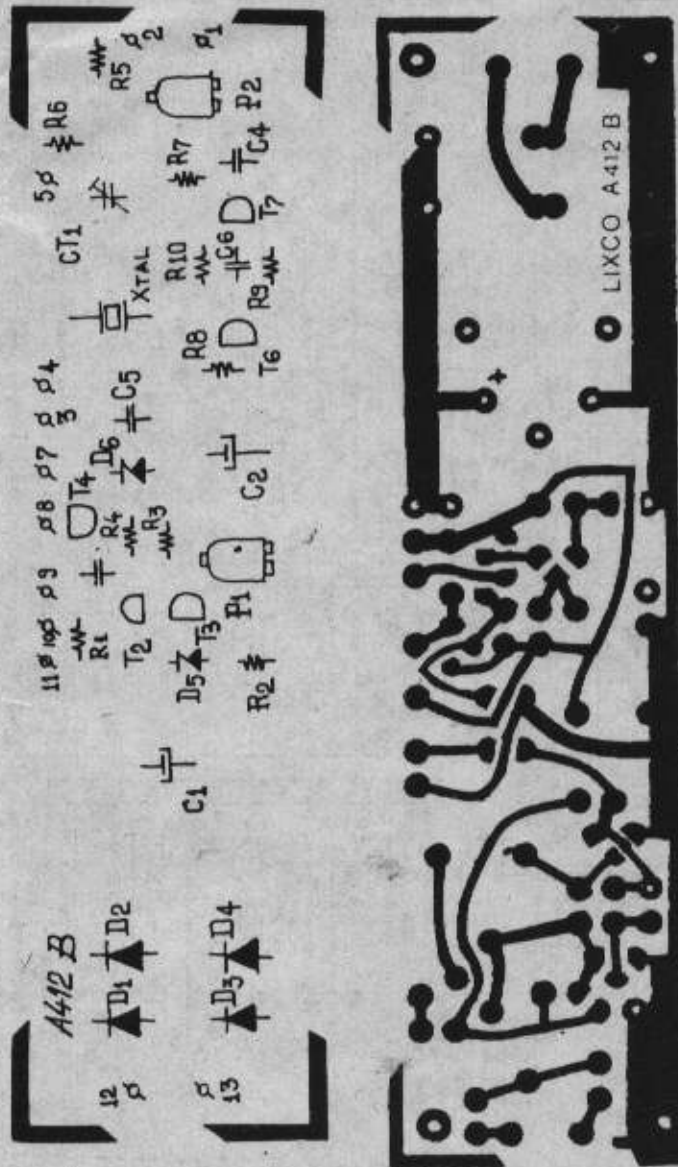 A412 B
12
13
D1
D2
D3
D4
C1
11
10
9
8
7
3
4
R1
T2
D5
T3
R2
P1
R4
R3
T4
D6
C5
C2
XTAL
CT1
5
R6
R5
2
1
P2
R7
C4
T7
R10
C6
R9
R8
T6
+
LIXCO A412 B